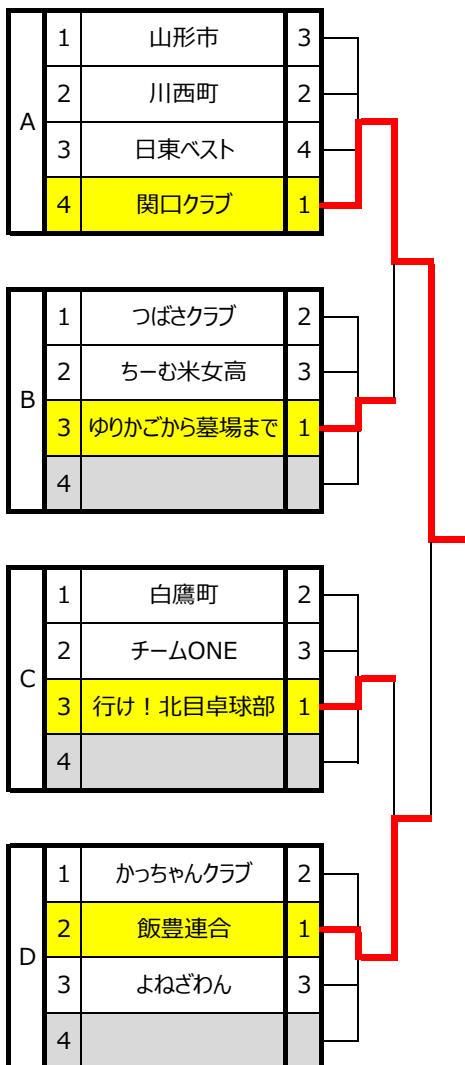 A
1 山形市 3
2 川西町 2
3 日東ベスト 4
4 関口クラブ 1
B
1 つばさクラブ 2
2 ちーむ米女高 3
3 ゆりかごから墓場まで 1
4
C
1 白鷹町 2
2 チームONE 3
3 行け！北目卓球部 1
4
D
1 かっちゃんクラブ 2
2 飯豊連合 1
3 よねざわん 3
4